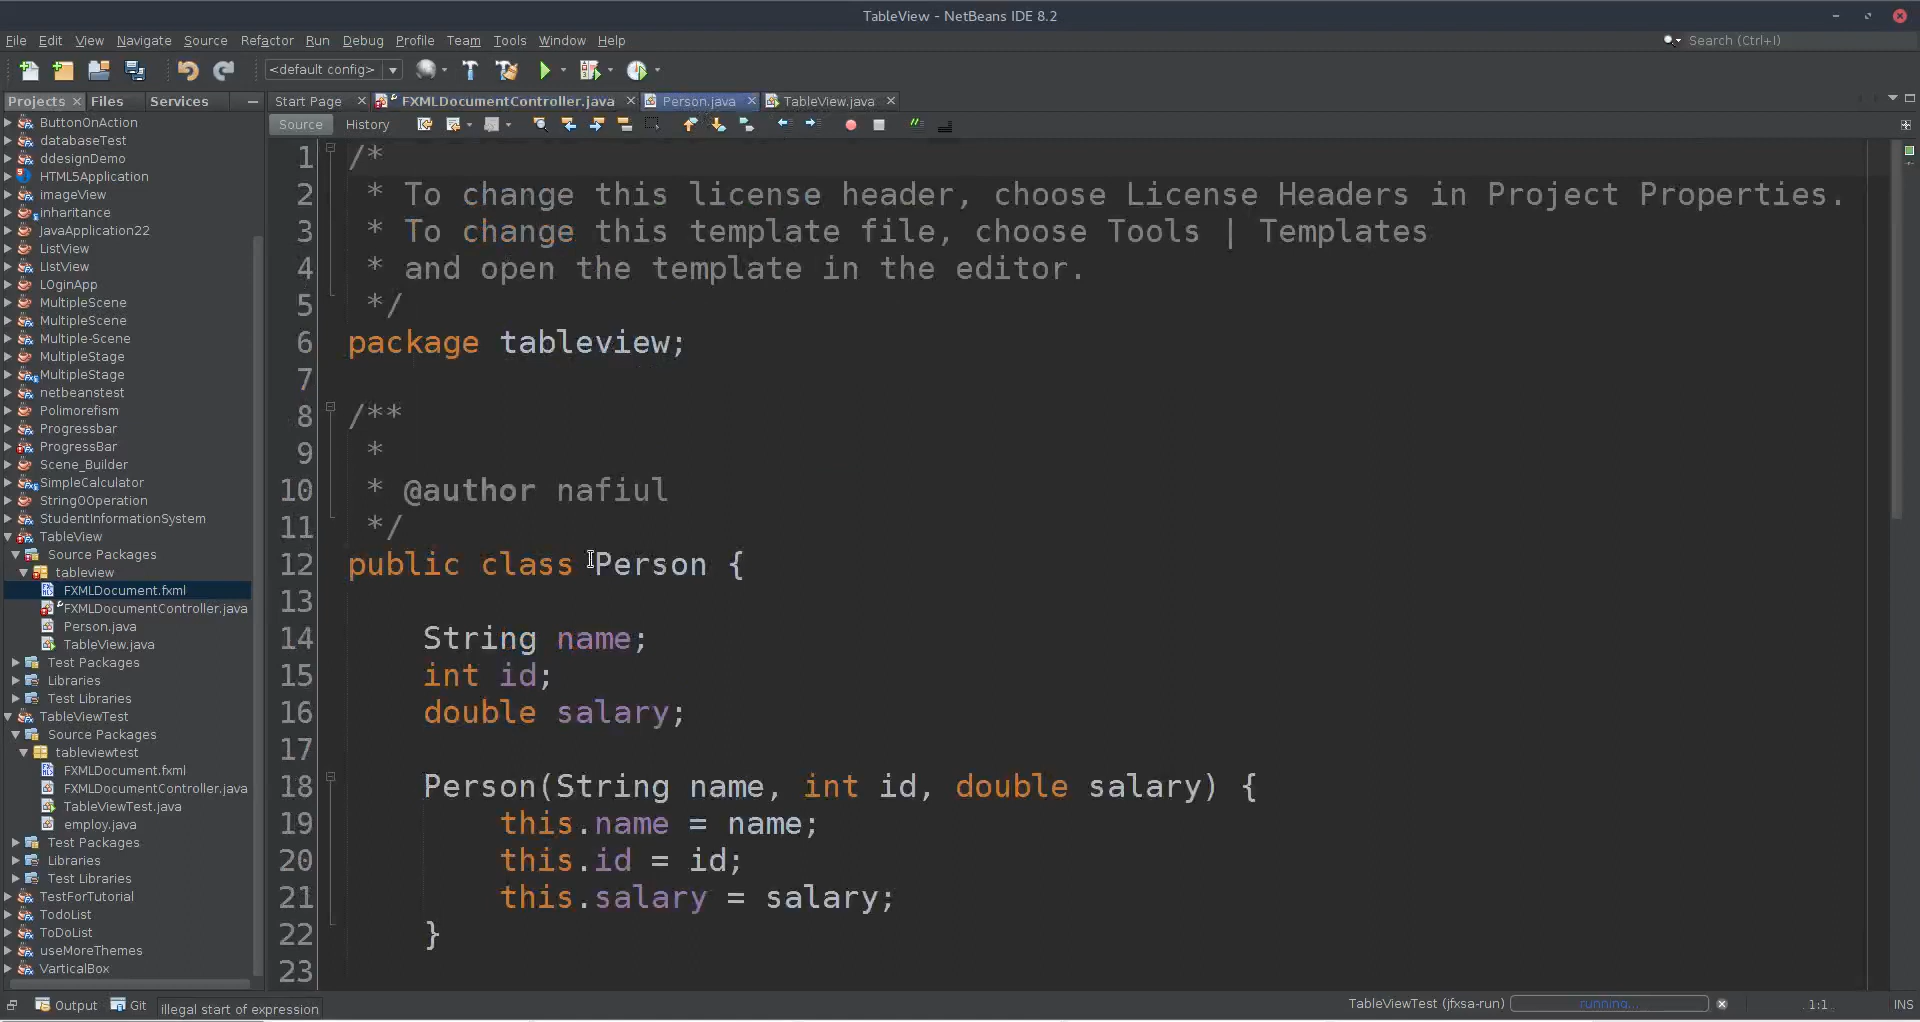 TableView - NetBeans IDE 8.2
File Edit View Navigate Source Refactor Run Debug Profile Team Tools Window Help
Search (Ctrl+I)
<default config>
Projects Files Services
Start Page FXMLDocumentController.java Person.java TableView.java
Source History
ButtonOnAction
databaseTest
ddesignDemo
HTML5Application
imageView
inheritance
JavaApplication22
ListView
LIstView
LOginApp
MultipleScene
MultipleScene
Multiple-Scene
MultipleStage
MultipleStage
netbeanstest
Polimorefism
Progressbar
ProgressBar
Scene_Builder
SimpleCalculator
StringOOperation
StudentInformationSystem
TableView
Source Packages
tableview
FXMLDocument.fxml
FXMLDocumentController.java
Person.java
TableView.java
Test Packages
Libraries
Test Libraries
TableViewTest
Source Packages
tableviewtest
FXMLDocument.fxml
FXMLDocumentController.java
TableViewTest.java
employ.java
Test Packages
Libraries
Test Libraries
TestForTutorial
TodoList
ToDoList
useMoreThemes
VarticalBox
1 /*
2 * To change this license header, choose License Headers in Project Properties.
3 * To change this template file, choose Tools | Templates
4 * and open the template in the editor.
5 */
6 package tableview;
7
8 /**
9 *
10 * @author nafiul
11 */
12 public class Person {
13
14 String name;
15 int id;
16 double salary;
17
18 Person(String name, int id, double salary) {
19 this.name = name;
20 this.id = id;
21 this.salary = salary;
22 }
23
Output Git illegal start of expression
TableViewTest (jfxsa-run) running... 1:1 INS